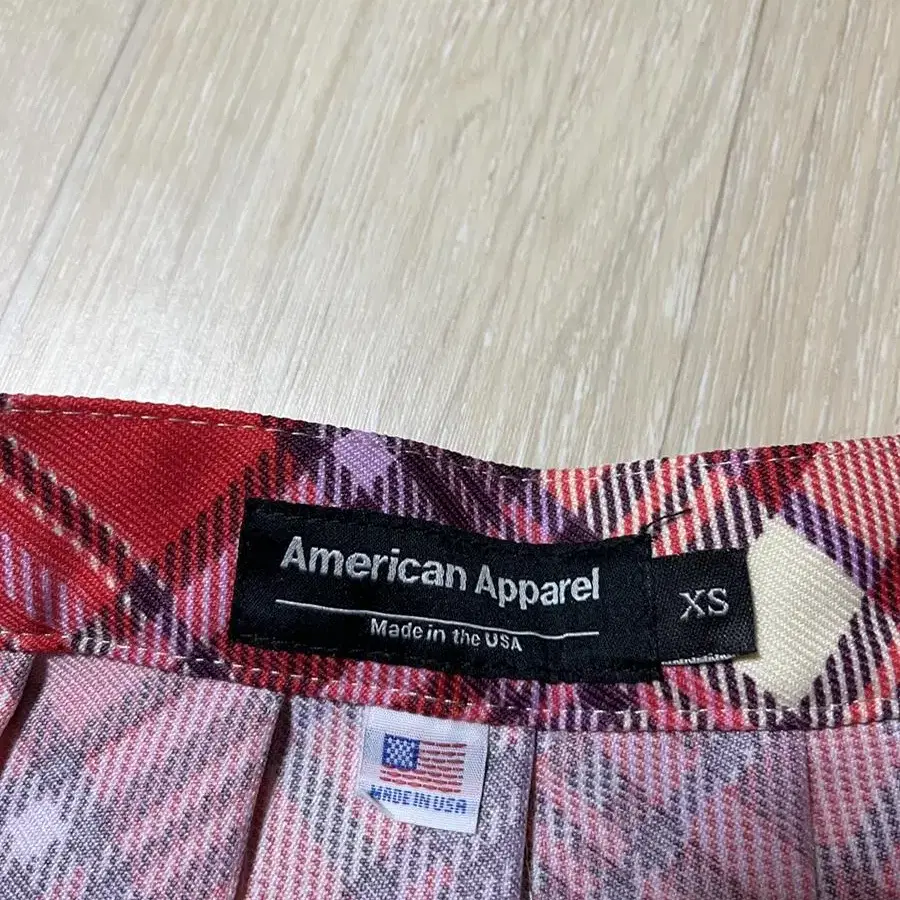 American Apparel
Made in the USA
XS
MADE IN USA